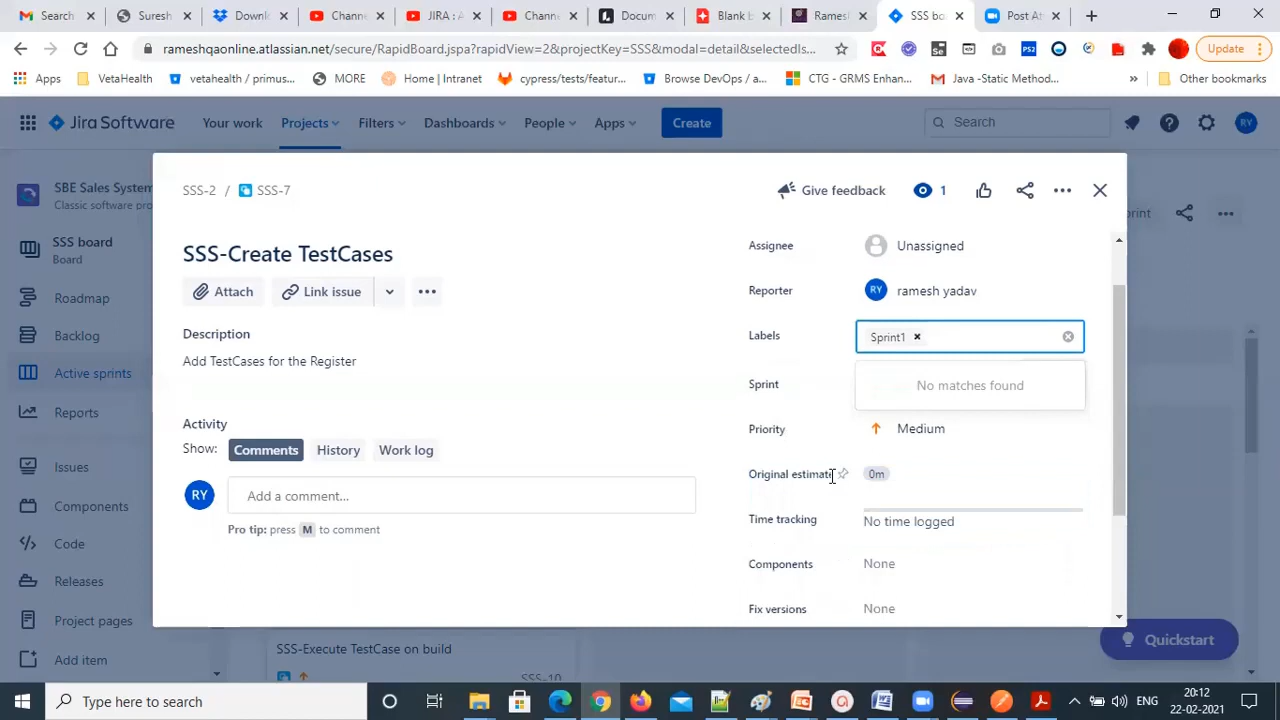 Search
Suresh
Downl
Channe
JIRA : A
Chann
Docum
Blank b
Rames
SSS bo
Post At
rameshqaonline.atlassian.net/secure/RapidBoard.jspa?rapidView=2&projectKey=SSS&modal=detail&selectedIs...
PS2
Update
Apps
VetaHealth
vetahealth / primus...
MORE
Home | Intranet
cypress/tests/featur...
Browse DevOps / a...
CTG - GRMS Enhan...
Java -Static Method...
»
Other bookmarks
Jira Software
Your work
Projects
Filters
Dashboards
People
Apps
Create
Search
RY
SBE Sales System
Classic software pro
SSS board
Board
Roadmap
Backlog
Active sprints
Reports
Issues
Components
Code
Releases
Project pages
Add item
SSS-2 / SSS-7
Give feedback
1
SSS-Create TestCases
Attach
Link issue
Description
Add TestCases for the Register
Activity
Show:
Comments
History
Work log
RY
Add a comment...
Pro tip: press M to comment
Assignee
Unassigned
Reporter
RY
ramesh yadav
Labels
Sprint1
Sprint
No matches found
Priority
Medium
Original estimate
0m
Time tracking
No time logged
Components
None
Fix versions
None
print
SSS-Execute TestCase on build
SSS-10
Quickstart
Type here to search
ENG
20:12
22-02-2021